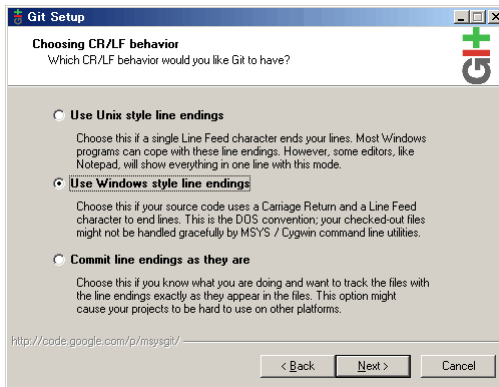 Git Setup
Choosing CR/LF behavior
Which CR/LF behavior would you like Git to have?
GIT
Use Unix style line endings
Choose this if a single Line Feed character ends your lines. Most Windows
programs can cope with these line endings. However, some editors, like
Notepad, will show everything in one line with this mode.
Use Windows style line endings
Choose this if your source code uses a Carriage Return and a Line Feed
character to end lines. This is the DOS convention; your checked-out files
might not be handled gracefully by MSYS / Cygwin command line utilities.
Commit line endings as they are
Choose this if you know what you are doing and want to track the files with
the line endings exactly as they appear in the files. This option might
cause your projects to be hard to use on other platforms.
http://code.google.com/p/msysgit/
< Back
Next >
Cancel